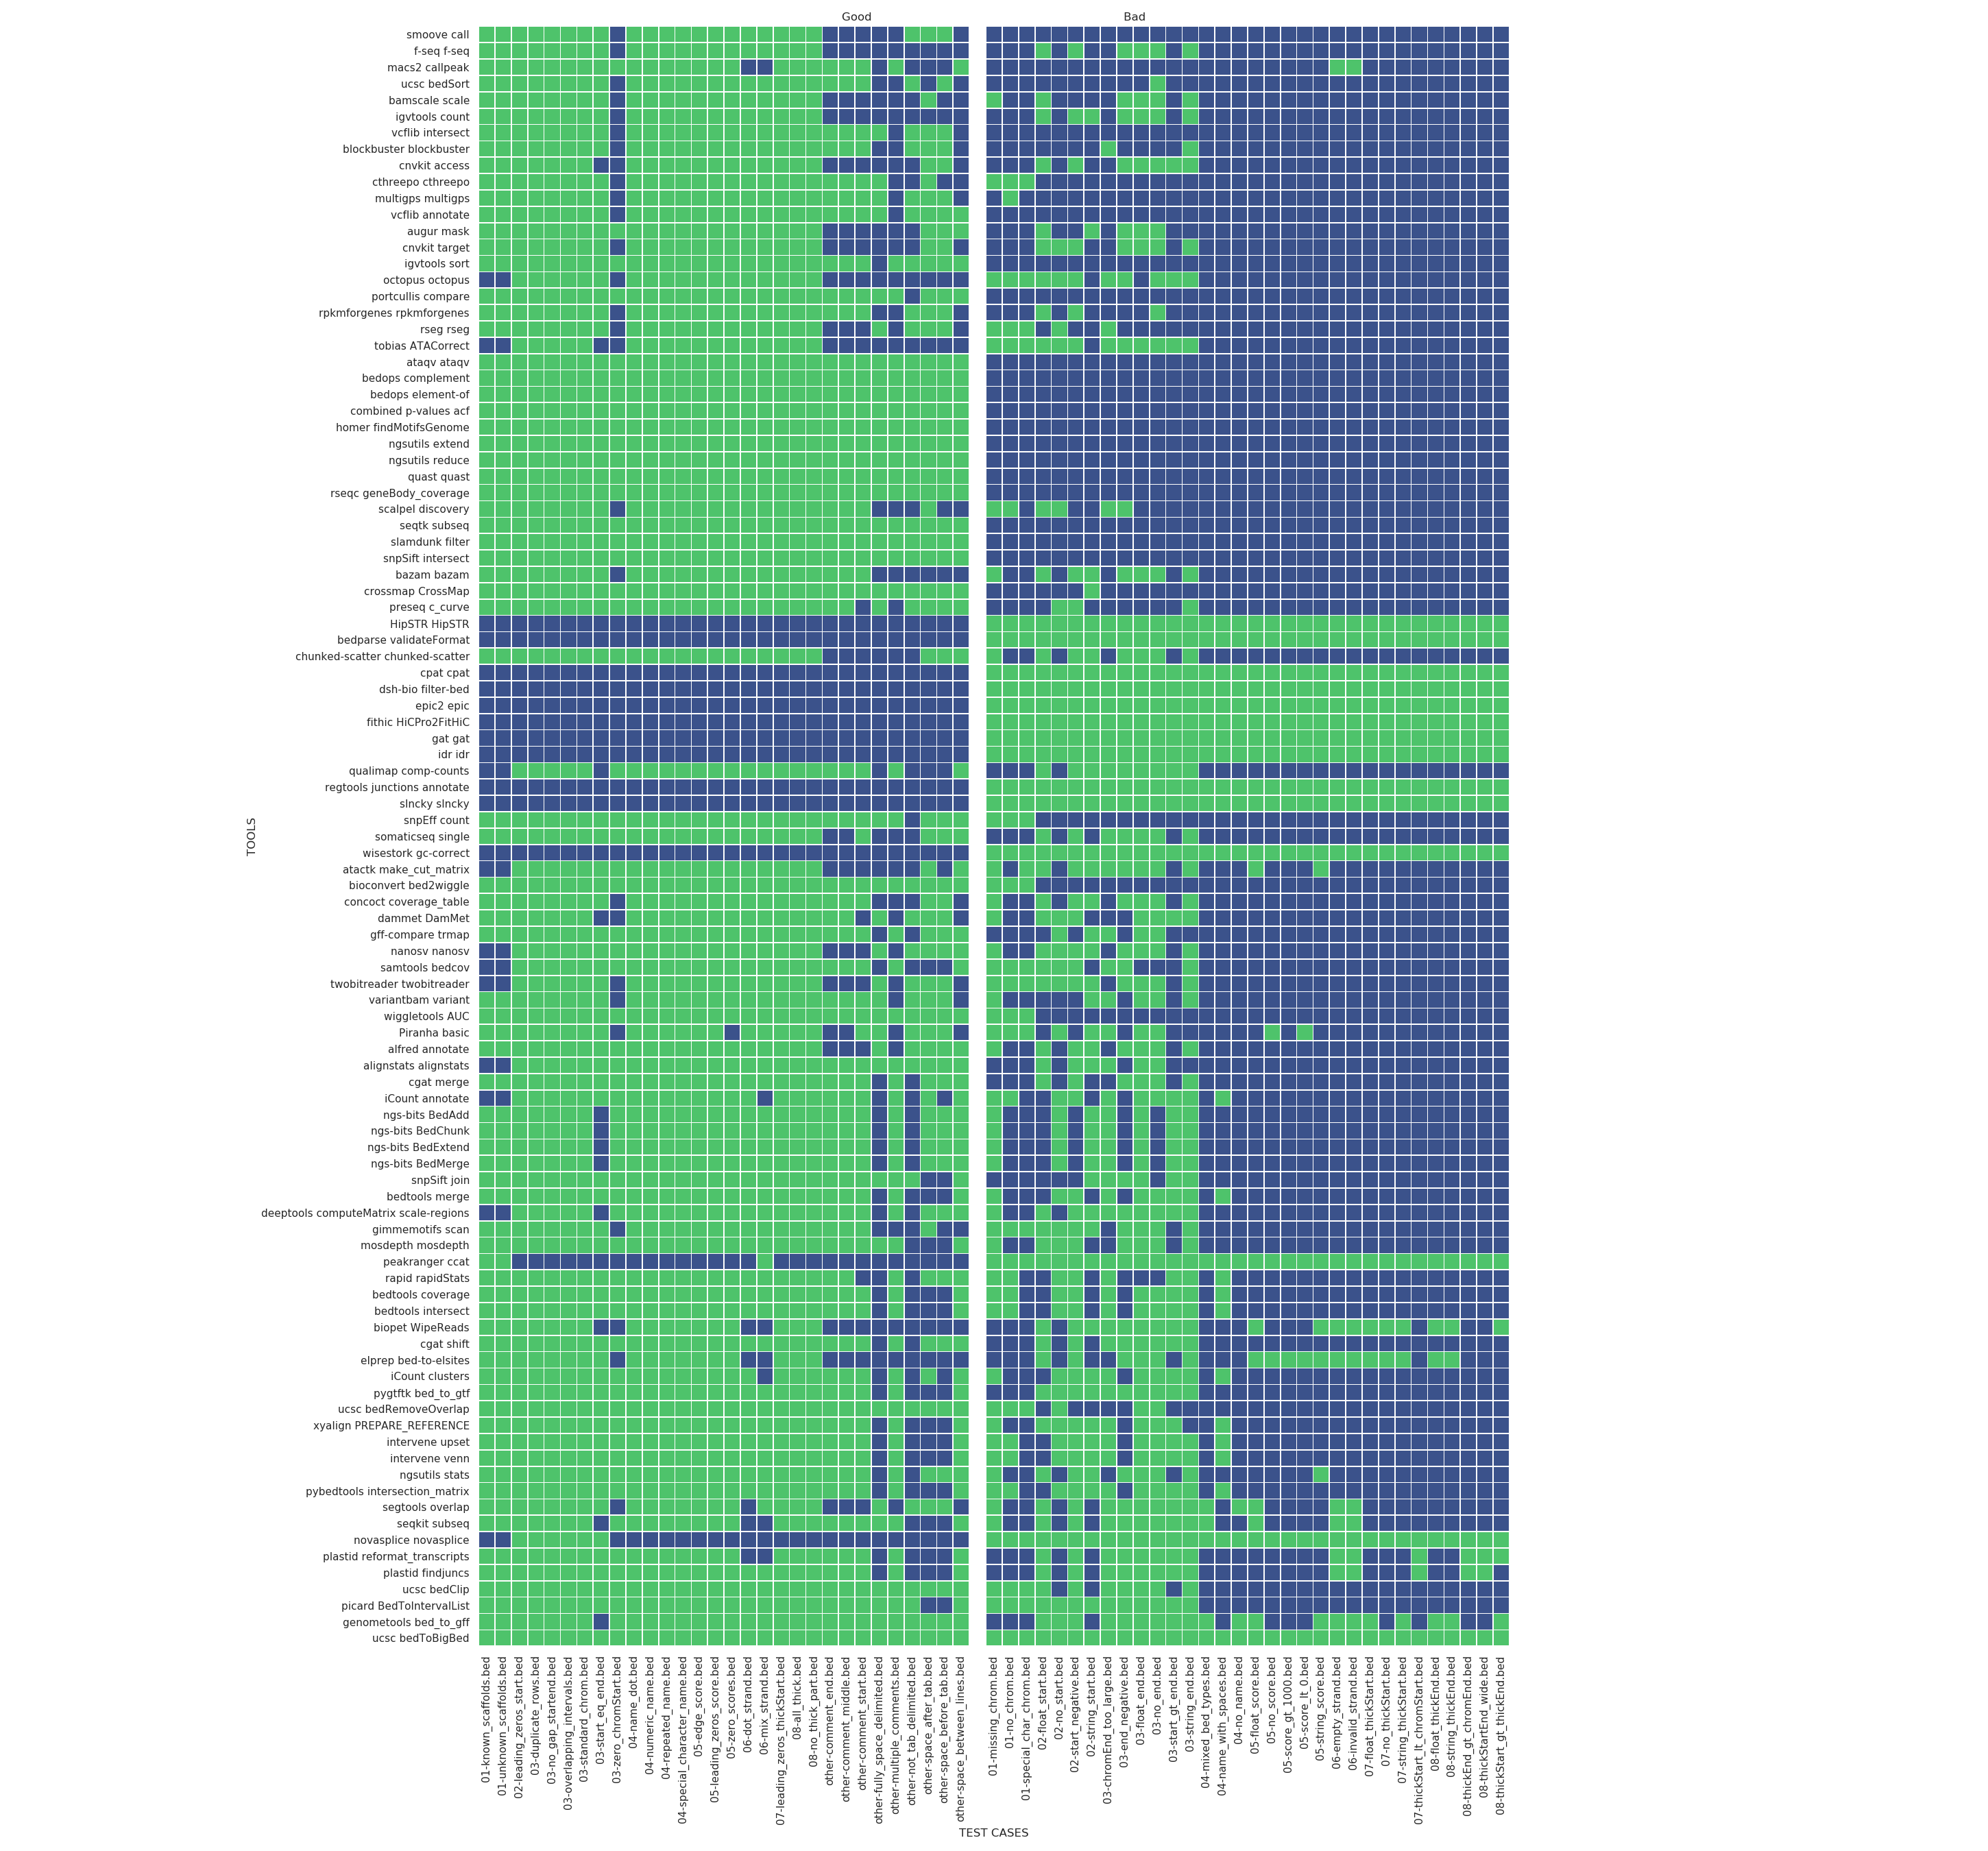 Good
Bad
smoove call
f-seq f-seq
macs2 callpeak
ucsc bedSort
bamscale scale
igvtools count
vcflib intersect
blockbuster blockbuster
cnvkit access
cthreepo cthreepo
multigps multigps
vcflib annotate
augur mask
cnvkit target
igvtools sort
octopus octopus
portcullis compare
rpkmforgenes rpkmforgenes
rseg rseg
tobias ATACorrect
ataqv ataqv
bedops complement
bedops element-of
combined p-values acf
homer findMotifsGenome
ngsutils extend
ngsutils reduce
quast quast
rseqc geneBody_coverage
scalpel discovery
seqtk subseq
slamdunk filter
snpSift intersect
bazam bazam
crossmap CrossMap
preseq c_curve
HipSTR HipSTR
bedparse validateFormat
chunked-scatter chunked-scatter
cpat cpat
dsh-bio filter-bed
epic2 epic
fithic HiCPro2FitHiC
gat gat
idr idr
qualimap comp-counts
regtools junctions annotate
slncky slncky
snpEff count
somaticseq single
wisestork gc-correct
atactk make_cut_matrix
bioconvert bed2wiggle
concoct coverage_table
dammet DamMet
gff-compare trmap
nanosv nanosv
samtools bedcov
twobitreader twobitreader
variantbam variant
wiggletools AUC
Piranha basic
alfred annotate
alignstats alignstats
cgat merge
iCount annotate
ngs-bits BedAdd
ngs-bits BedChunk
ngs-bits BedExtend
ngs-bits BedMerge
snpSift join
bedtools merge
deeptools computeMatrix scale-regions
gimmemotifs scan
mosdepth mosdepth
peakranger ccat
rapid rapidStats
bedtools coverage
bedtools intersect
biopet WipeReads
cgat shift
elprep bed-to-elsites
iCount clusters
pygtftk bed_to_gtf
ucsc bedRemoveOverlap
xyalign PREPARE_REFERENCE
intervene upset
intervene venn
ngsutils stats
pybedtools intersection_matrix
segtools overlap
seqkit subseq
novasplice novasplice
plastid reformat_transcripts
plastid findjuncs
ucsc bedClip
picard BedToIntervalList
genometools bed_to_gff
ucsc bedToBigBed
TOOLS
01-known_scaffolds.bed
01-unknown_scaffolds.bed
02-leading_zeros_start.bed
03-duplicate_rows.bed
03-no_gap_startend.bed
03-overlapping_intervals.bed
03-standard_chrom.bed
03-start_eq_end.bed
03-zero_chromStart.bed
04-name_dot.bed
04-numeric_name.bed
04-repeated_name.bed
04-special_character_name.bed
05-edge_score.bed
05-leading_zeros_score.bed
05-zero_scores.bed
06-dot_strand.bed
06-mix_strand.bed
07-leading_zeros_thickStart.bed
08-all_thick.bed
08-no_thick_part.bed
other-comment_end.bed
other-comment_middle.bed
other-comment_start.bed
other-fully_space_delimited.bed
other-multiple_comments.bed
other-not_tab_delimited.bed
other-space_after_tab.bed
other-space_before_tab.bed
other-space_between_lines.bed
01-missing_chrom.bed
01-no_chrom.bed
01-special_char_chrom.bed
02-float_start.bed
02-no_start.bed
02-start_negative.bed
02-string_start.bed
03-chromEnd_too_large.bed
03-end_negative.bed
03-float_end.bed
03-no_end.bed
03-start_gt_end.bed
03-string_end.bed
04-mixed_bed_types.bed
04-name_with_spaces.bed
04-no_name.bed
05-float_score.bed
05-no_score.bed
05-score_gt_1000.bed
05-score_lt_0.bed
05-string_score.bed
06-empty_strand.bed
06-invalid_strand.bed
07-float_thickStart.bed
07-no_thickStart.bed
07-string_thickStart.bed
07-thickStart_lt_chromStart.bed
08-float_thickEnd.bed
08-string_thickEnd.bed
08-thickEnd_gt_chromEnd.bed
08-thickStartEnd_wide.bed
08-thickStart_gt_thickEnd.bed
TEST CASES